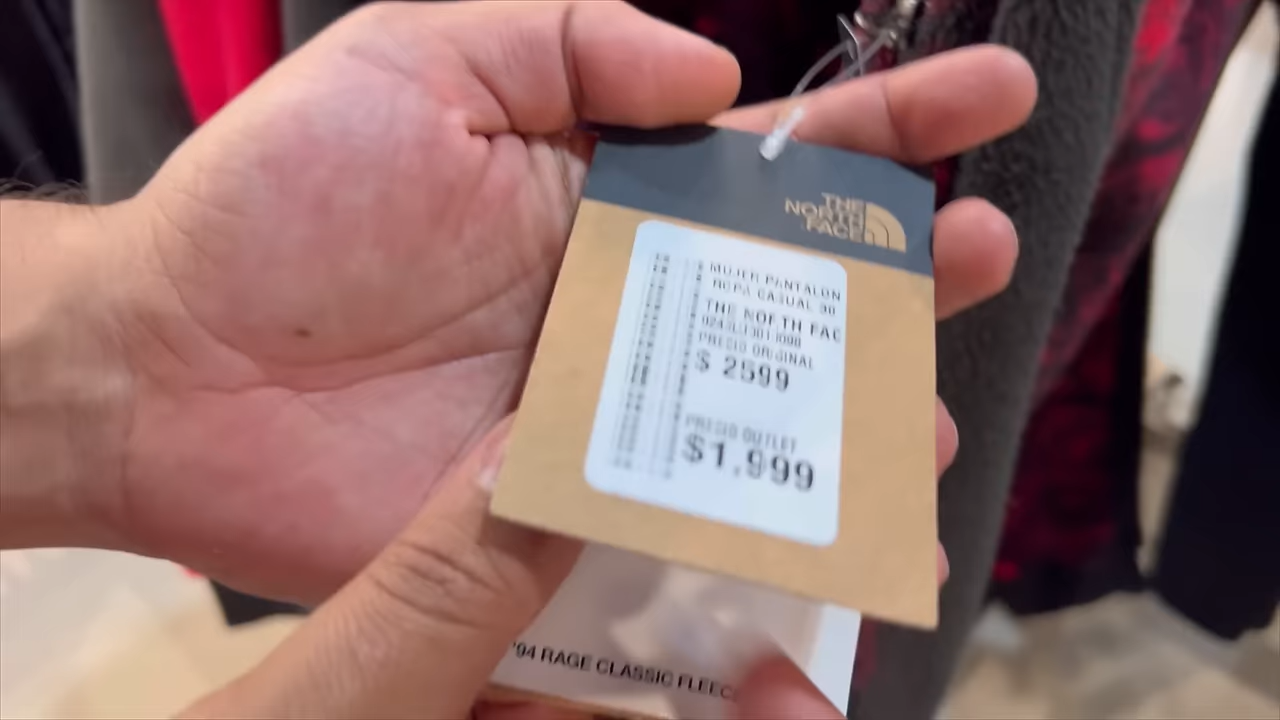 THE
NORTH
FACE
MUJER PANTALON
ROPA CASUAL 30
THE NORTH FAC
PRECIO ORIGINAL
$ 2599
PRECIO OUTLET
$1.999
'94 RAGE CLASSIC FLEEC